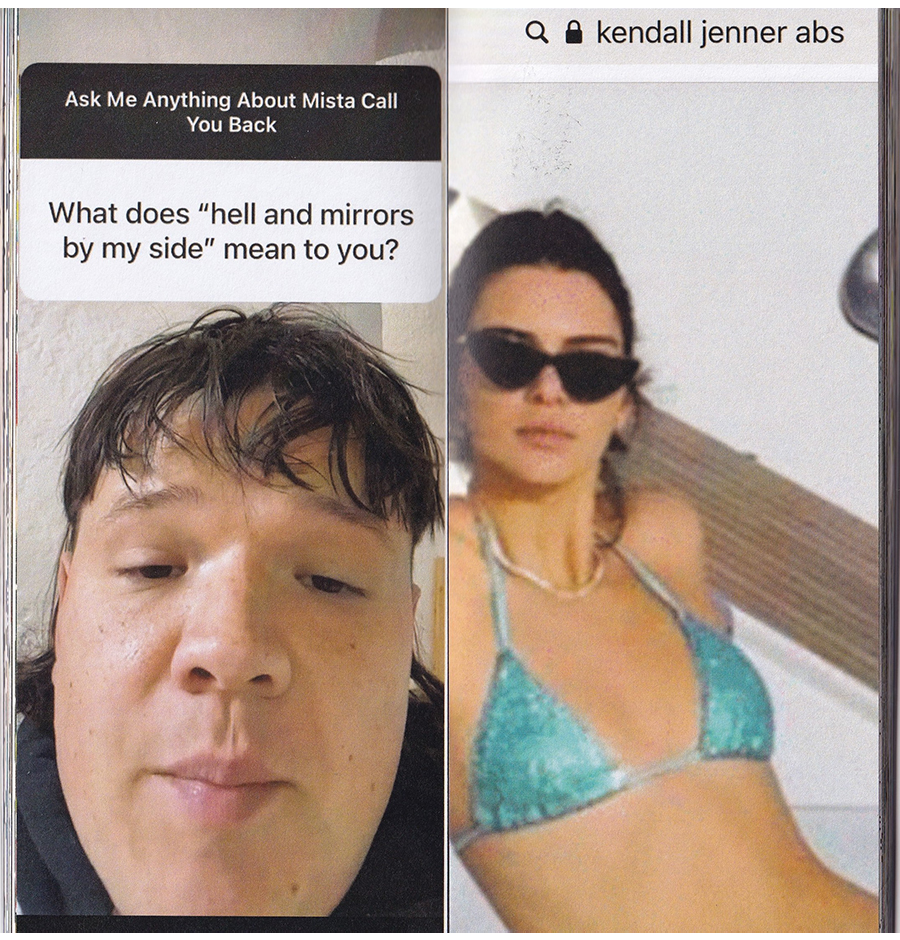 Ask Me Anything About Mista Call
You Back
What does “hell and mirrors
by my side” mean to you?
kendall jenner abs